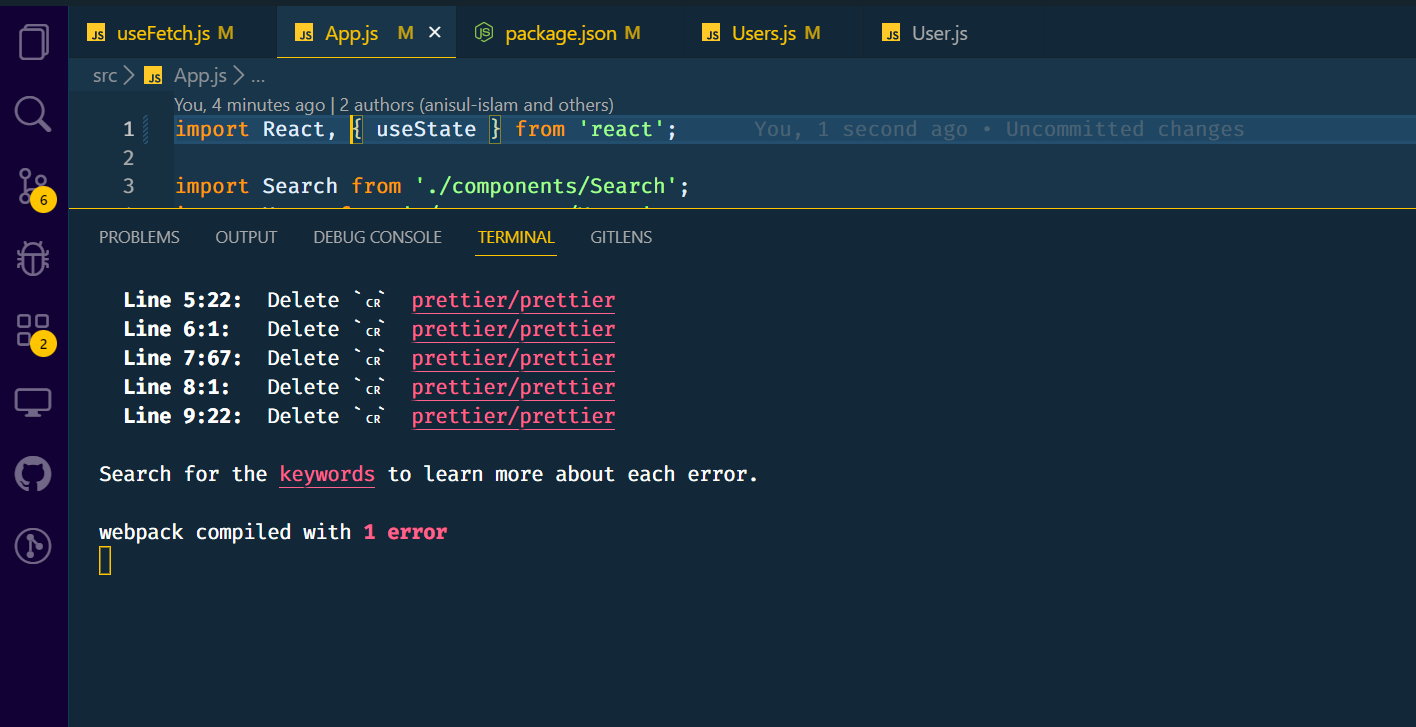 JS useFetch.js M
JS App.js M ×
JS package.json M
JS Users.js M
JS User.js
src > JS App.js > ...
You, 4 minutes ago | 2 authors (anisul-islam and others)
1 import React, { useState } from 'react'; You, 1 second ago • Uncommitted changes
2
3 import Search from './components/Search';
6
2
PROBLEMS OUTPUT DEBUG CONSOLE TERMINAL GITLENS
Line 5:22: Delete `CR` prettier/prettier
Line 6:1: Delete `CR` prettier/prettier
Line 7:67: Delete `CR` prettier/prettier
Line 8:1: Delete `CR` prettier/prettier
Line 9:22: Delete `CR` prettier/prettier
Search for the keywords to learn more about each error.
webpack compiled with 1 error